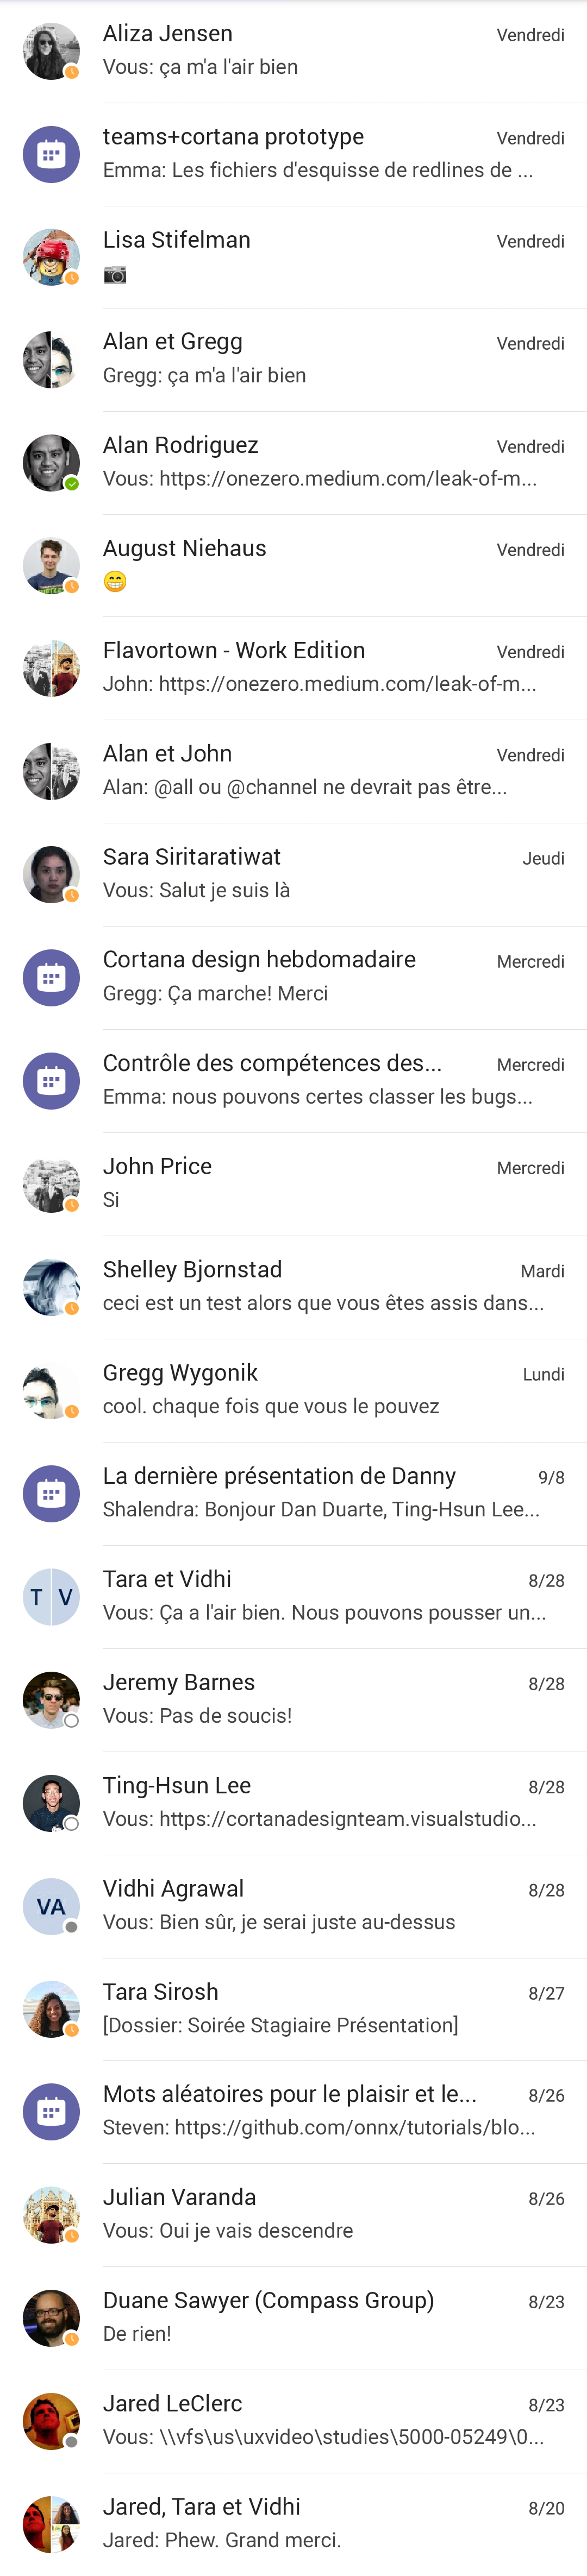 Aliza Jensen Vendredi
Vous: ça m'a l'air bien
teams+cortana prototype Vendredi
Emma: Les fichiers d'esquisse de redlines de ...
Lisa Stifelman Vendredi
Alan et Gregg Vendredi
Gregg: ça m'a l'air bien
Alan Rodriguez Vendredi
Vous: https://onezero.medium.com/leak-of-m...
August Niehaus Vendredi
Flavortown - Work Edition Vendredi
John: https://onezero.medium.com/leak-of-m...
Alan et John Vendredi
Alan: @all ou @channel ne devrait pas être...
Sara Siritaratiwat Jeudi
Vous: Salut je suis là
Cortana design hebdomadaire Mercredi
Gregg: Ça marche! Merci
Contrôle des compétences des... Mercredi
Emma: nous pouvons certes classer les bugs...
John Price Mercredi
Si
Shelley Bjornstad Mardi
ceci est un test alors que vous êtes assis dans...
Gregg Wygonik Lundi
cool. chaque fois que vous le pouvez
La dernière présentation de Danny 9/8
Shalendra: Bonjour Dan Duarte, Ting-Hsun Lee...
T V
Tara et Vidhi 8/28
Vous: Ça a l'air bien. Nous pouvons pousser un...
Jeremy Barnes 8/28
Vous: Pas de soucis!
Ting-Hsun Lee 8/28
Vous: https://cortanadesignteam.visualstudio...
VA
Vidhi Agrawal 8/28
Vous: Bien sûr, je serai juste au-dessus
Tara Sirosh 8/27
[Dossier: Soirée Stagiaire Présentation]
Mots aléatoires pour le plaisir et le... 8/26
Steven: https://github.com/onnx/tutorials/blo...
Julian Varanda 8/26
Vous: Oui je vais descendre
Duane Sawyer (Compass Group) 8/23
De rien!
Jared LeClerc 8/23
Vous: \\vfs\us\uxvideo\studies\5000-05249\0...
Jared, Tara et Vidhi 8/20
Jared: Phew. Grand merci.